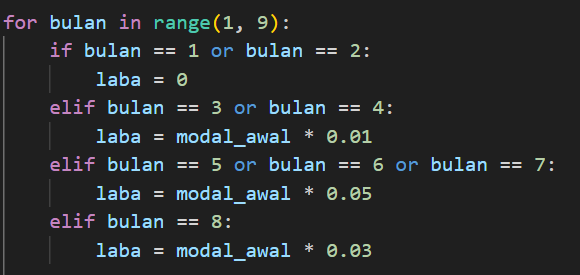 for bulan in range(1, 9):
    if bulan == 1 or bulan == 2:
        laba = 0
    elif bulan == 3 or bulan == 4:
        laba = modal_awal * 0.01
    elif bulan == 5 or bulan == 6 or bulan == 7:
        laba = modal_awal * 0.05
    elif bulan == 8:
        laba = modal_awal * 0.03